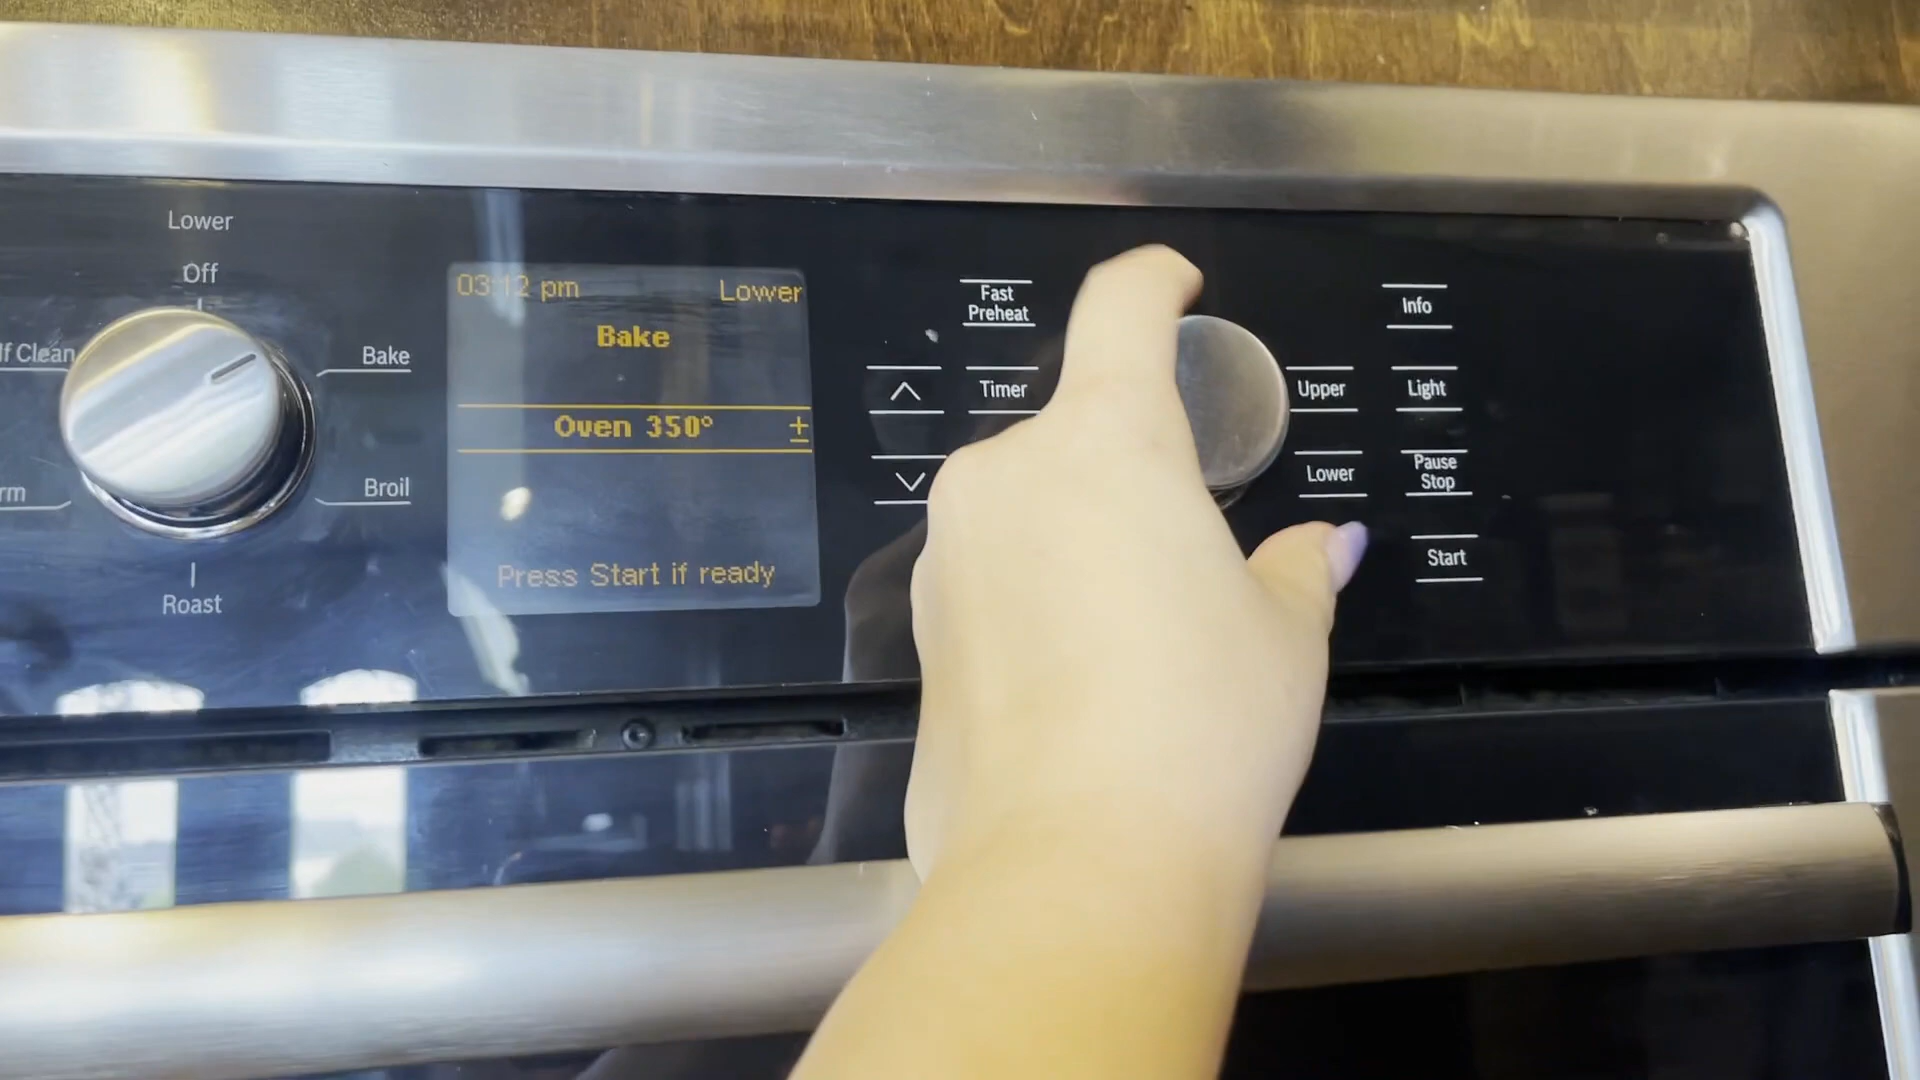 Lower
Off
lf Clean
Bake
rm
Broil
Roast
03:12 pm
Lower
Bake
Oven 350° ±
Press Start if ready
Fast
Preheat
Timer
Upper
Lower
Info
Light
Pause
Stop
Start